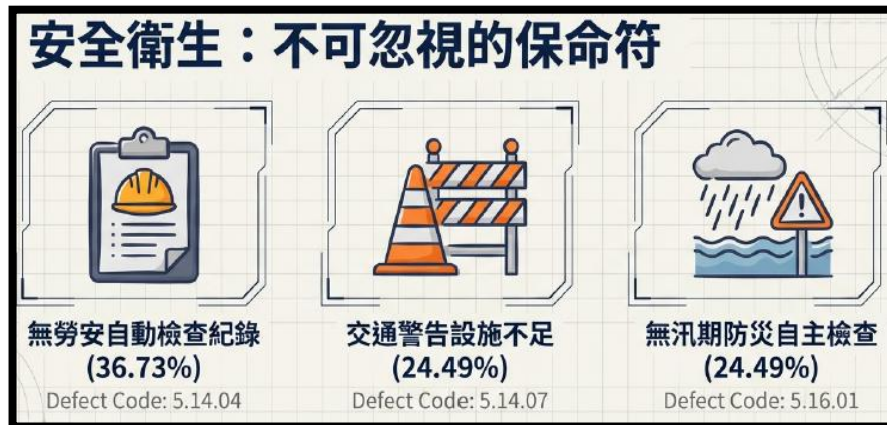 安全衛生：不可忽視的保命符
無勞安自動檢查紀錄
(36.73%)
Defect Code: 5.14.04
交通警告設施不足
(24.49%)
Defect Code: 5.14.07
無汛期防災自主檢查
(24.49%)
Defect Code: 5.16.01